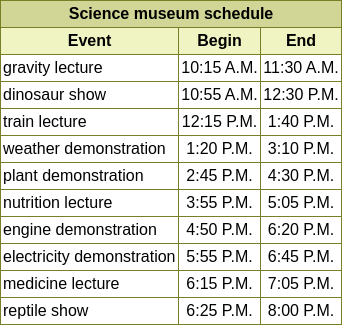 Science museum schedule
Event Begin End
gravity lecture 10:15 A.M. 11:30 A.M.
dinosaur show 10:55 A.M. 12:30 P.M.
train lecture 12:15 P.M. 1:40 P.M.
weather demonstration 1:20 P.M. 3:10 P.M.
plant demonstration 2:45 P.M. 4:30 P.M.
nutrition lecture 3:55 P.M. 5:05 P.M.
engine demonstration 4:50 P.M. 6:20 P.M.
electricity demonstration 5:55 P.M. 6:45 P.M.
medicine lecture 6:15 P.M. 7:05 P.M.
reptile show 6:25 P.M. 8:00 P.M.